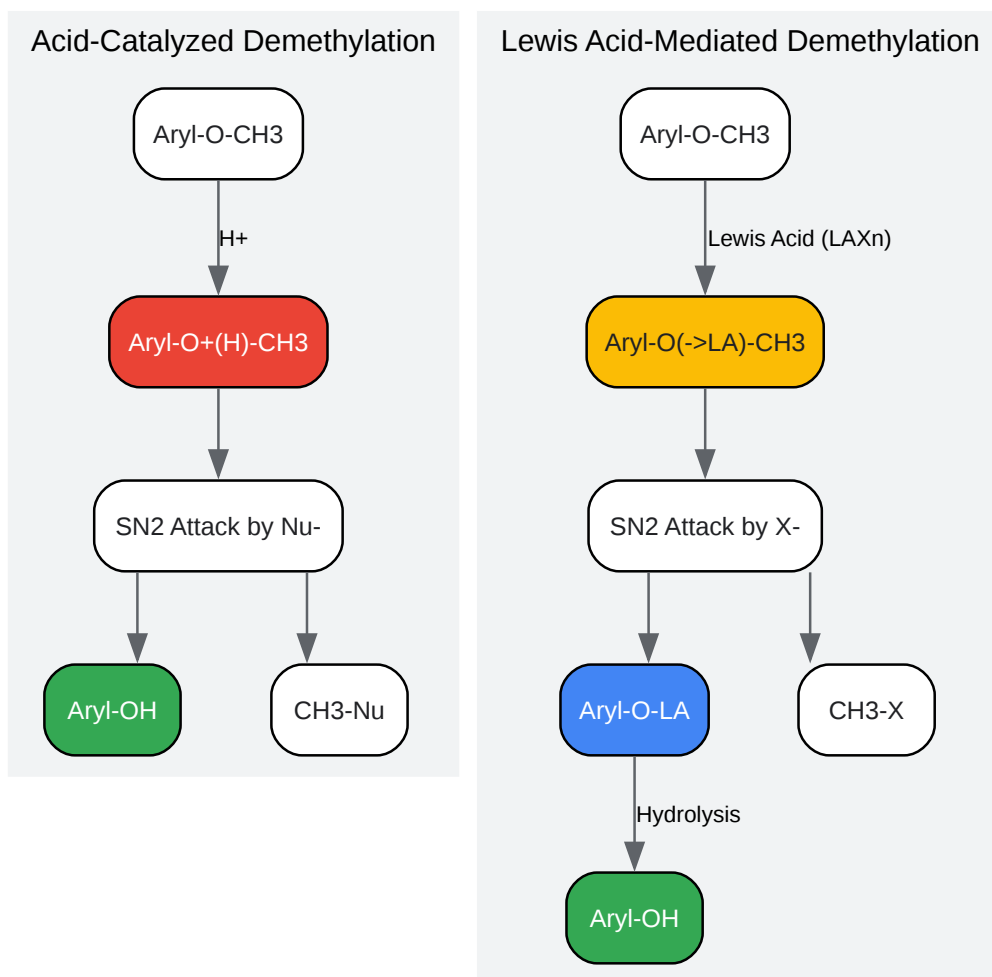 Acid-Catalyzed Demethylation
Aryl-O-CH3
H+
Aryl-O+(H)-CH3
SN2 Attack by Nu-
Aryl-OH
CH3-Nu
Lewis Acid-Mediated Demethylation
Aryl-O-CH3
Lewis Acid (LAXn)
Aryl-O(->LA)-CH3
SN2 Attack by X-
Aryl-O-LA
CH3-X
Hydrolysis
Aryl-OH